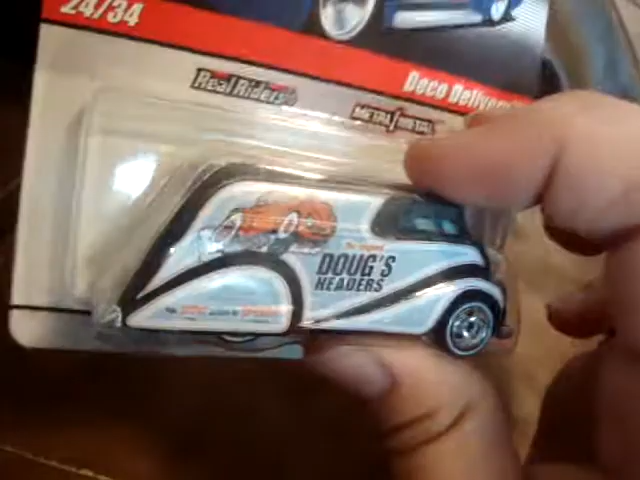 24/34
Real Riders
Deco Delivery
METAL/METAL
The original
DOUG'S
HEADERS